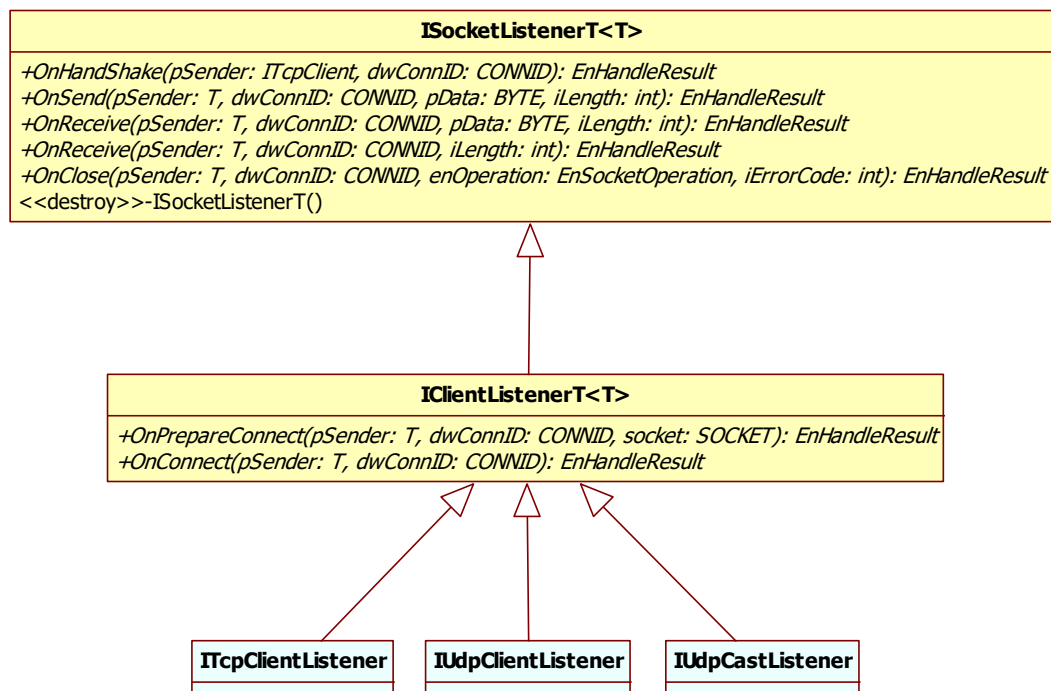 ISocketListenerT<T>
+OnHandShake(pSender: ITcpClient, dwConnID: CONNID): EnHandleResult
+OnSend(pSender: T, dwConnID: CONNID, pData: BYTE, iLength: int): EnHandleResult
+OnReceive(pSender: T, dwConnID: CONNID, pData: BYTE, iLength: int): EnHandleResult
+OnReceive(pSender: T, dwConnID: CONNID, iLength: int): EnHandleResult
+OnClose(pSender: T, dwConnID: CONNID, enOperation: EnSocketOperation, iErrorCode: int): EnHandleResult
<<destroy>>-ISocketListenerT()
IClientListenerT<T>
+OnPrepareConnect(pSender: T, dwConnID: CONNID, socket: SOCKET): EnHandleResult
+OnConnect(pSender: T, dwConnID: CONNID): EnHandleResult
ITcpClientListener IUdpClientListener IUdpCastListener